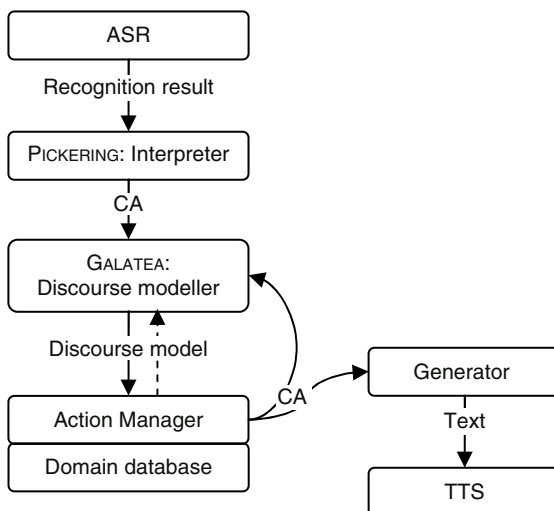 ASR
Recognition result
PICKERING: Interpreter
CA
GALATEA:
Discourse modeller
Discourse model
Action Manager
CA
Domain database
Generator
Text
TTS